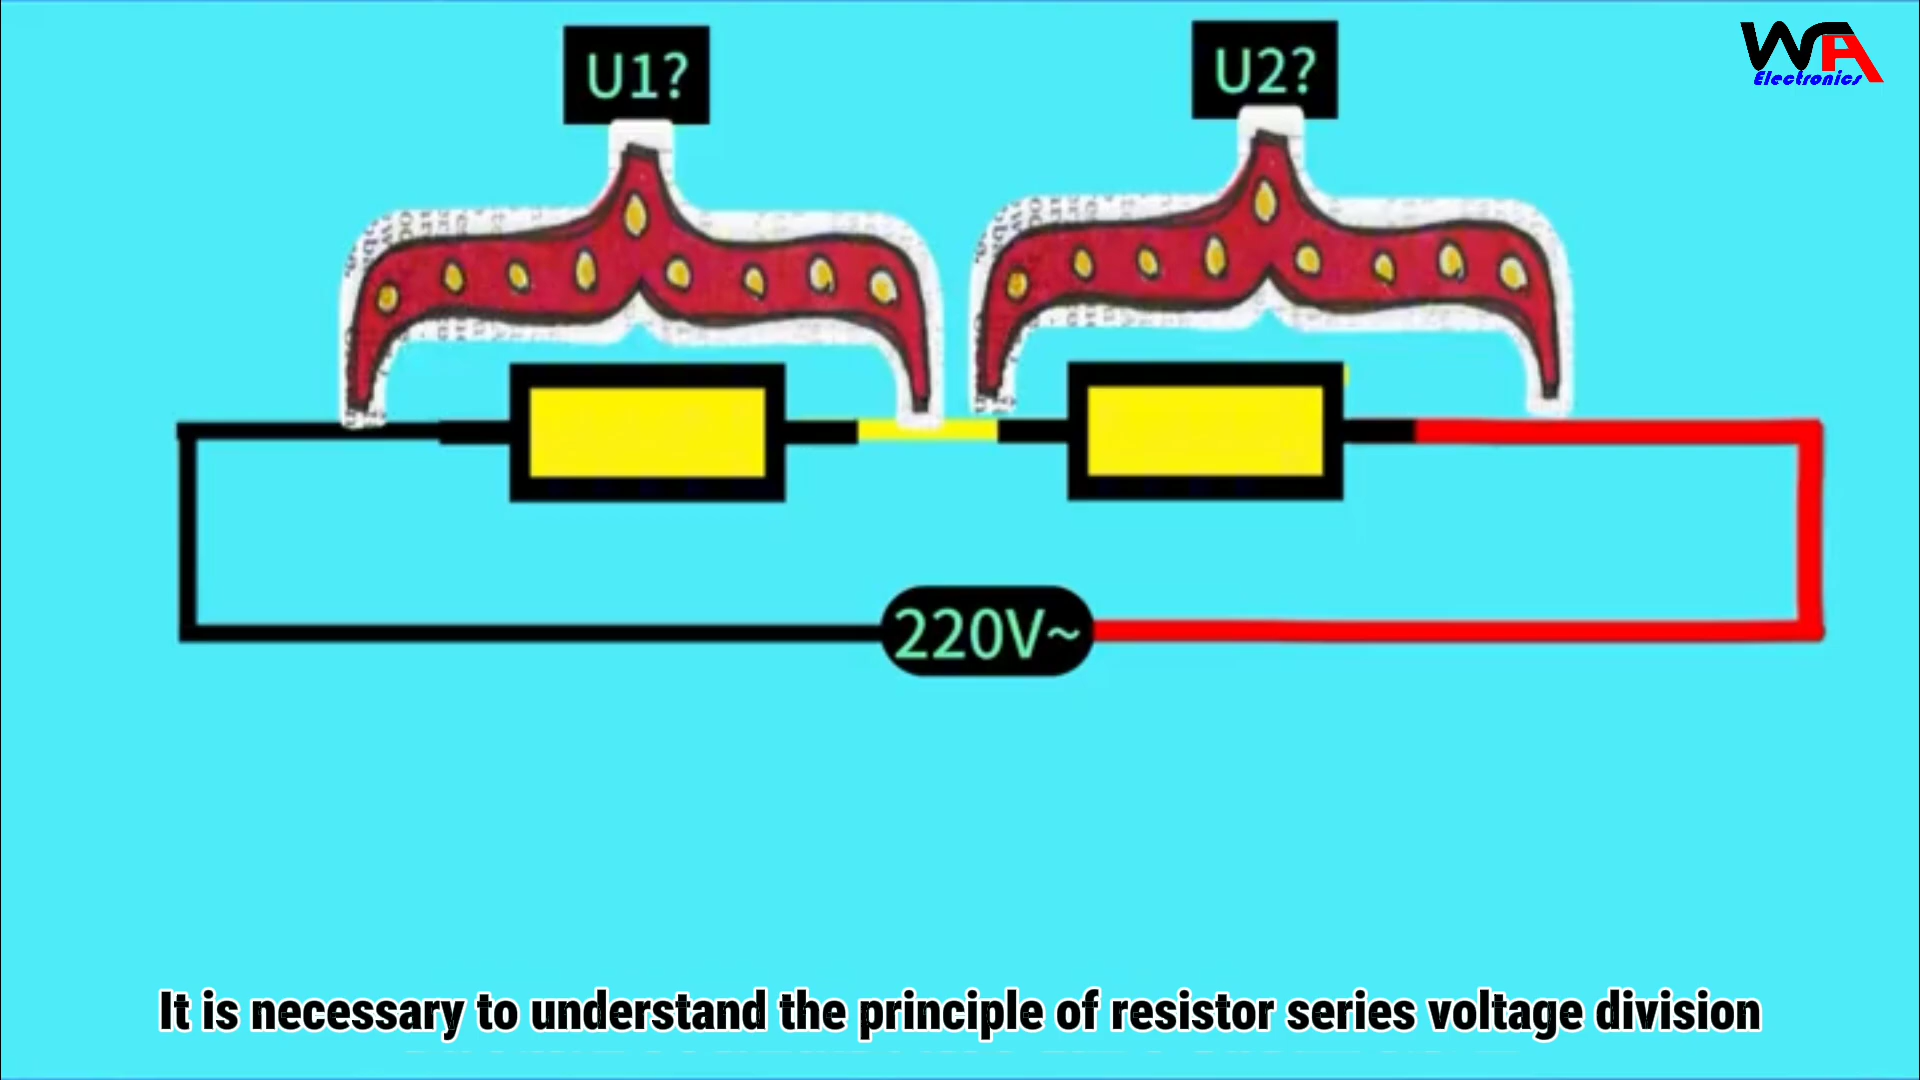 U1?
U2?
WA
Electronics
220V~
It is necessary to understand the principle of resistor series voltage division